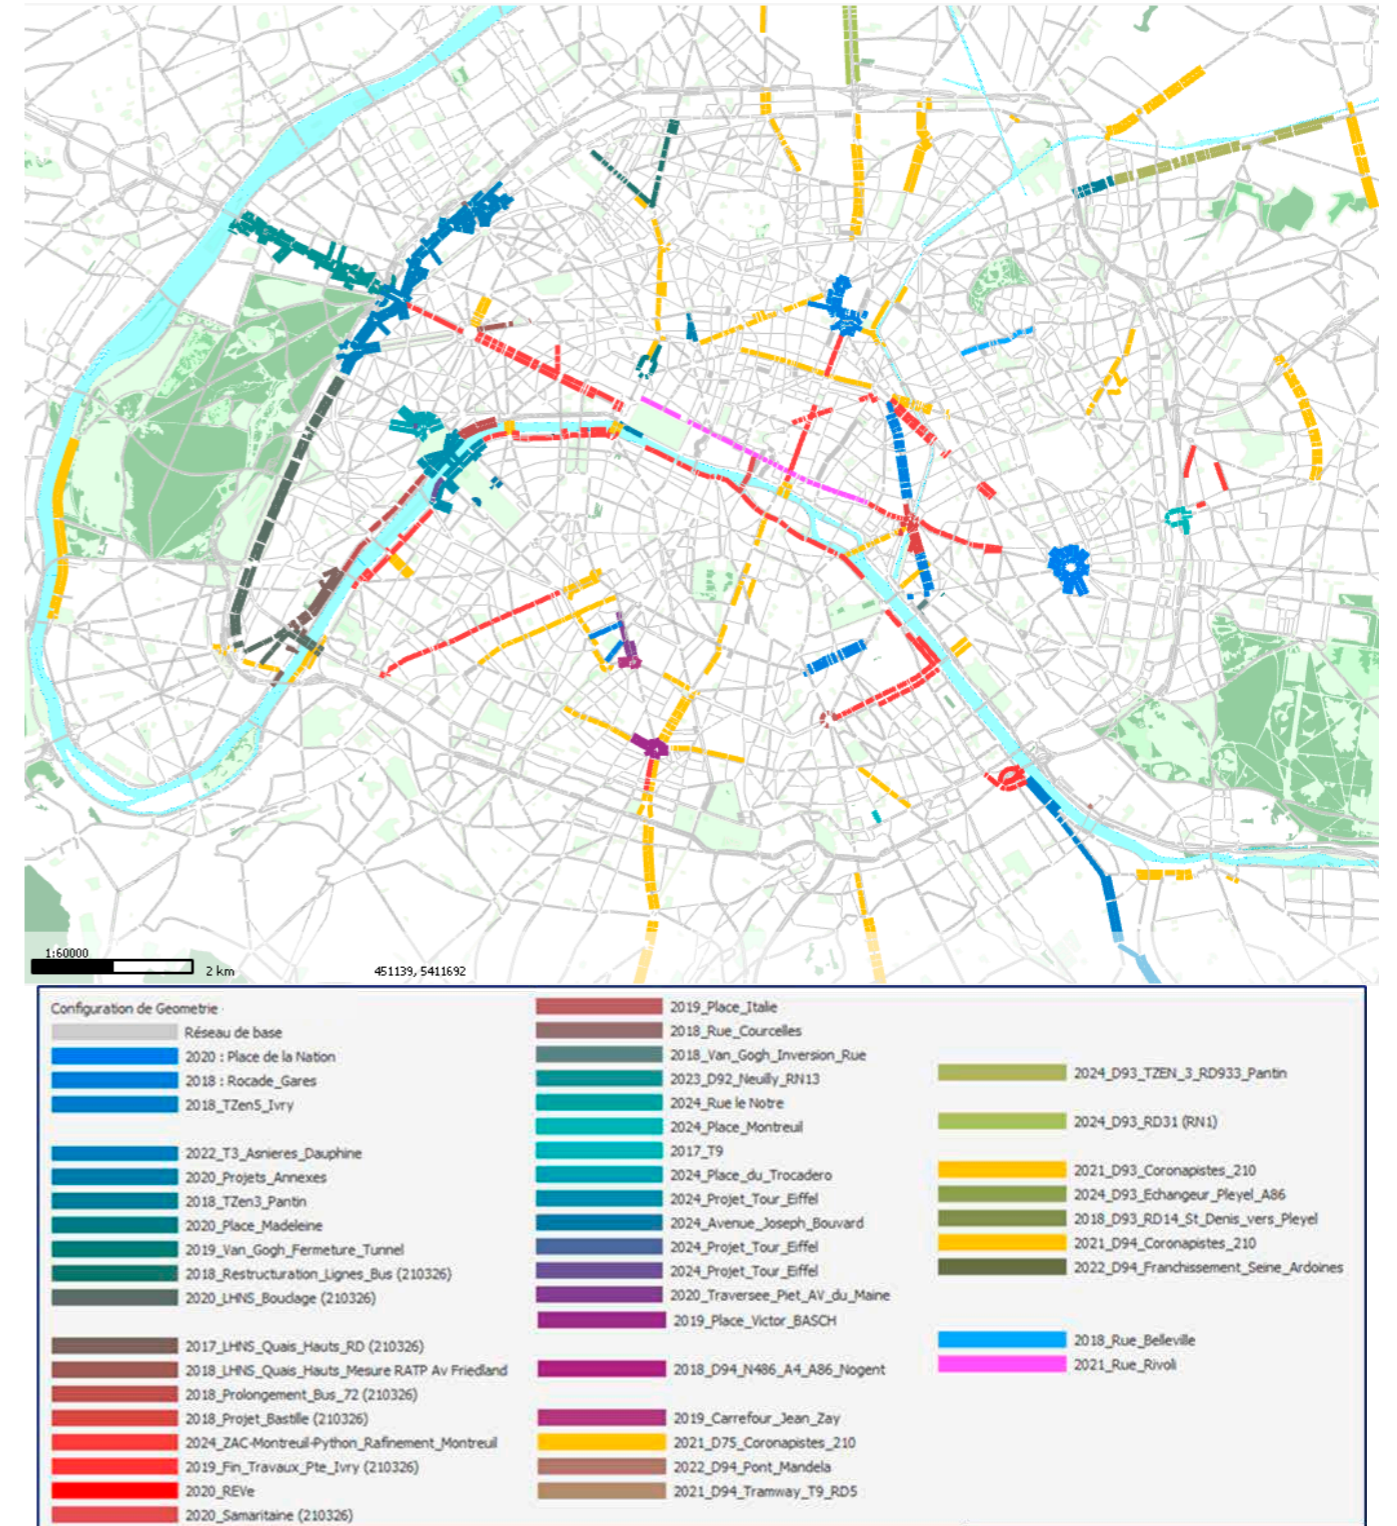 1:60000
2 km
451139, 5411692
Configuration de Geometrie
Réseau de base
2020 : Place de la Nation
2018 : Rocade_Gares
2018_TZen5_Ivry
2022_T3_Asnieres_Dauphine
2020_Projets_Annexes
2018_TZen3_Pantin
2020_Place_Madeleine
2019_Van_Gogh_Fermeture_Tunnel
2018_Restructuration_Lignes_Bus (210326)
2020_LHNS_Bouclage (210326)
2017_LHNS_Quais_Hauts_RD (210326)
2018_LHNS_Quais_Hauts_Mesure RATP Av Friedland
2018_Prolongement_Bus_72 (210326)
2018_Projet_Bastille (210326)
2024_ZAC-Montreuil-Python_Rafinement_Montreuil
2019_Fin_Travaux_Pte_Ivry (210326)
2020_REVe
2020_Samaritaine (210326)
2019_Place_Italie
2018_Rue_Courcelles
2018_Van_Gogh_Inversion_Rue
2023_D92_Neuilly_RN13
2024_Rue le Notre
2024_Place_Montreuil
2017_T9
2024_Place_du_Trocadero
2024_Projet_Tour_Eiffel
2024_Avenue_Joseph_Bouvard
2024_Projet_Tour_Eiffel
2024_Projet_Tour_Eiffel
2020_Traversee_Piet_AV_du_Maine
2019_Place_Victor_BASCH
2018_D94_N486_A4_A86_Nogent
2019_Carrefour_Jean_Zay
2021_D75_Coronapistes_210
2022_D94_Pont_Mandela
2021_D94_Tramway_T9_RD5
2024_D93_TZEN_3_RD933_Pantin
2024_D93_RD31 (RN1)
2021_D93_Coronapistes_210
2024_D93_Echangeur_Pleyel_A86
2018_D93_RD14_St_Denis_vers_Pleyel
2021_D94_Coronapistes_210
2022_D94_Franchissement_Seine_Ardoines
2018_Rue_Belleville
2021_Rue_Rivoli